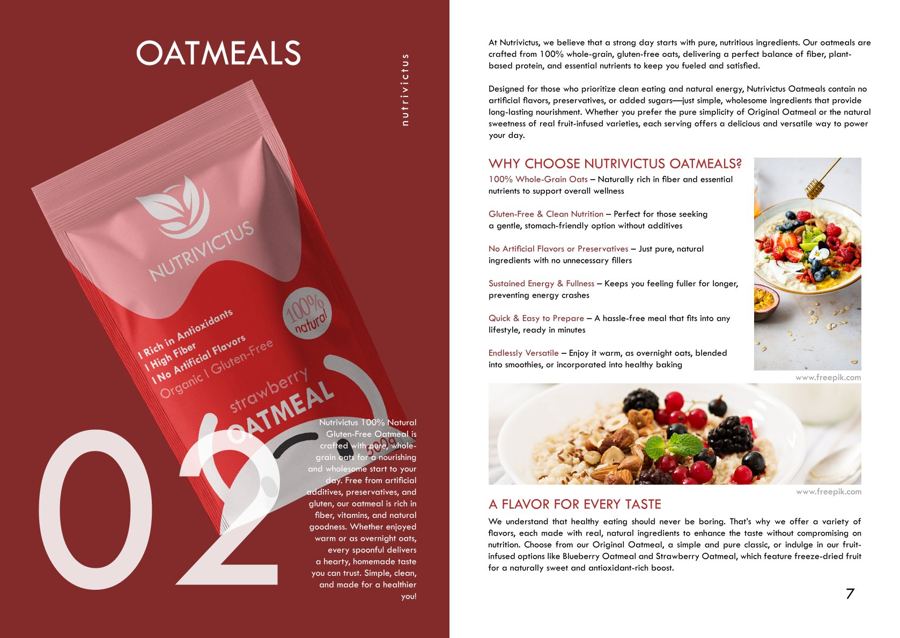 OATMEALS
nutrivictus
NUTRIVICTUS
100%
natural
| Rich in Antioxidants
| High Fiber
| No Artificial Flavors
Organic | Gluten-Free
strawberry
OATMEAL
02
Nutrivictus 100% Natural
Gluten-Free Oatmeal is
crafted with pure, whole-
grain oats for a nourishing
and wholesome start to your
day. Free from artificial
additives, preservatives, and
gluten, our oatmeal is rich in
fiber, vitamins, and natural
goodness. Whether enjoyed
warm or as overnight oats,
every spoonful delivers
a hearty, homemade taste
you can trust. Simple, clean,
and made for a healthier
you!
At Nutrivictus, we believe that a strong day starts with pure, nutritious ingredients. Our oatmeals are
crafted from 100% whole-grain, gluten-free oats, delivering a perfect balance of fiber, plant-
based protein, and essential nutrients to keep you fueled and satisfied.
Designed for those who prioritize clean eating and natural energy, Nutrivictus Oatmeals contain no
artificial flavors, preservatives, or added sugars—just simple, wholesome ingredients that provide
long-lasting nourishment. Whether you prefer the pure simplicity of Original Oatmeal or the natural
sweetness of real fruit-infused varieties, each serving offers a delicious and versatile way to power
your day.
WHY CHOOSE NUTRIVICTUS OATMEALS?
100% Whole-Grain Oats – Naturally rich in fiber and essential
nutrients to support overall wellness
Gluten-Free & Clean Nutrition – Perfect for those seeking
a gentle, stomach-friendly option without additives
No Artificial Flavors or Preservatives – Just pure, natural
ingredients with no unnecessary fillers
Sustained Energy & Fullness – Keeps you feeling fuller for longer,
preventing energy crashes
Quick & Easy to Prepare – A hassle-free meal that fits into any
lifestyle, ready in minutes
Endlessly Versatile – Enjoy it warm, as overnight oats, blended
into smoothies, or incorporated into healthy baking
www.freepik.com
www.freepik.com
A FLAVOR FOR EVERY TASTE
We understand that healthy eating should never be boring. That's why we offer a variety of
flavors, each made with real, natural ingredients to enhance the taste without compromising on
nutrition. Choose from our Original Oatmeal, a simple and pure classic, or indulge in our fruit-
infused options like Blueberry Oatmeal and Strawberry Oatmeal, which feature freeze-dried fruit
for a naturally sweet and antioxidant-rich boost.
7